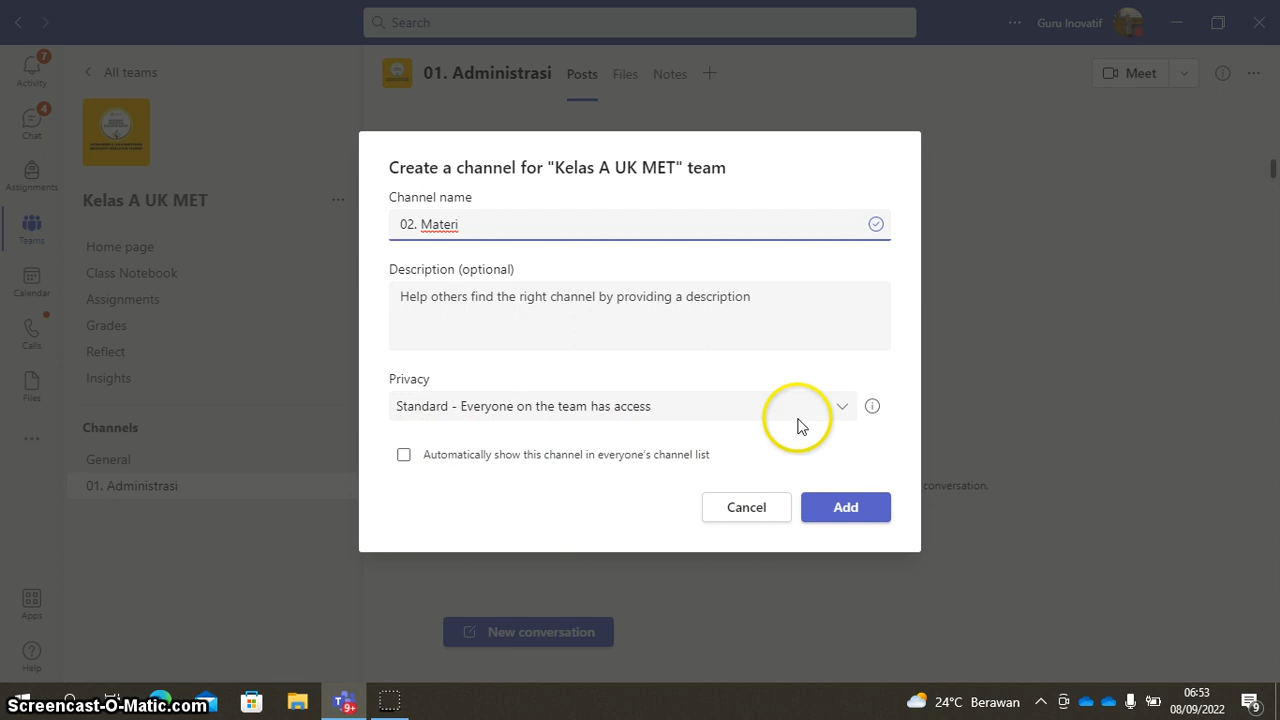 Search
Guru Inovatif
7
Activity
4
Chat
Assignments
Teams
Calendar
Calls
Files
Apps
Help
All teams
Kelas A UK MET
Home page
Class Notebook
Assignments
Grades
Reflect
Insights
Channels
General
01. Administrasi
01. Administrasi
Posts
Files
Notes
Meet
Create a channel for "Kelas A UK MET" team
Channel name
02. Materi
Description (optional)
Help others find the right channel by providing a description
Privacy
Standard - Everyone on the team has access
Automatically show this channel in everyone's channel list
Cancel
Add
conversation.
New conversation
Screencast-O-Matic.com
9+
24°C Berawan
06:53
08/09/2022
9